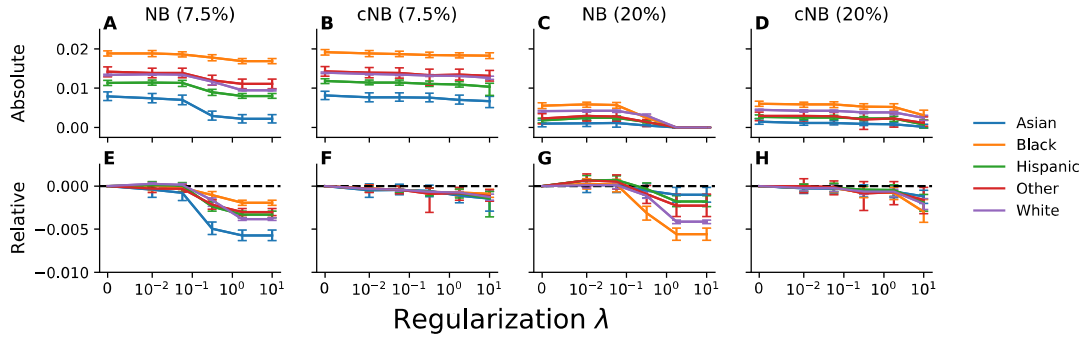 NB (7.5%)
cNB (7.5%)
NB (20%)
cNB (20%)
A
B
C
D
Absolute
0.02
0.01
0.00
E
F
G
H
Relative
0.000
−0.005
−0.010
0 10⁻² 10⁻¹ 10⁰ 10¹
0 10⁻² 10⁻¹ 10⁰ 10¹
0 10⁻² 10⁻¹ 10⁰ 10¹
0 10⁻² 10⁻¹ 10⁰ 10¹
Regularization λ
Asian
Black
Hispanic
Other
White